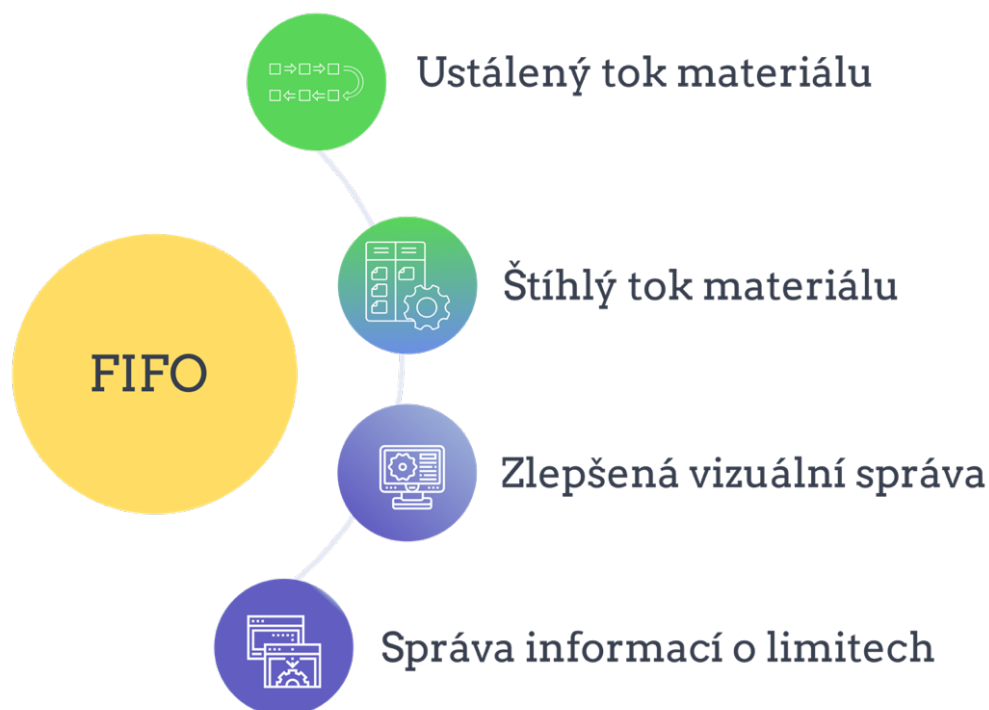 Ustálený tok materiálu
Štíhlý tok materiálu
FIFO
Zlepšená vizuální správa
Správa informací o limitech